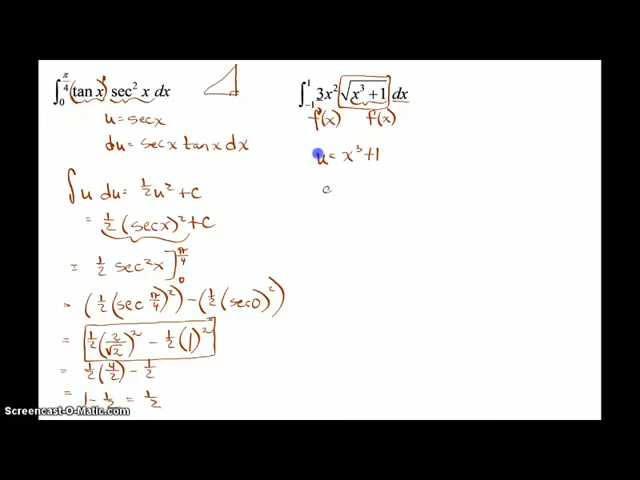 ∫₀^{π/4} (tan x)' sec² x dx
u = sec x
du = sec x tan x dx
∫ u du = ½ u² + c
= ½ (sec x)² + c
= ½ sec² x ]₀^{π/4}
= (½ (sec π/4)²) − (½ (sec 0)²)
= ½ (2/√2)² − ½ (1)²
= ½ (4/2) − ½
= 1 − ½ = ½
∫₋₁¹ 3x² √(x³ + 1) dx
f'(x) f(x)
u = x³ + 1
Screencast-O-Matic.com